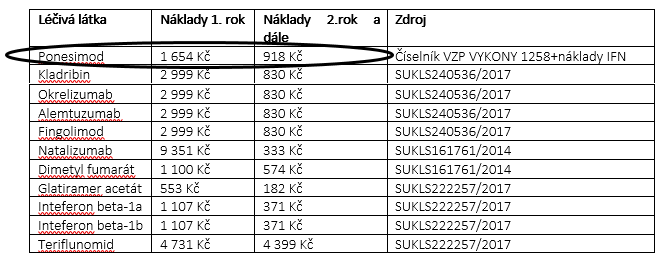 Léčivá látka Náklady 1. rok Náklady 2.rok a dále Zdroj
Ponesimod 1 654 Kč 918 Kč Číselník VZP VYKONY 1258+náklady IFN
Kladribin 2 999 Kč 830 Kč SUKLS240536/2017
Okrelizumab 2 999 Kč 830 Kč SUKLS240536/2017
Alemtuzumab 2 999 Kč 830 Kč SUKLS240536/2017
Fingolimod 2 999 Kč 830 Kč SUKLS240536/2017
Natalizumab 9 351 Kč 333 Kč SUKLS161761/2014
Dimetyl fumarát 1 100 Kč 574 Kč SUKLS161761/2014
Glatiramer acetát 553 Kč 182 Kč SUKLS222257/2017
Inteferon beta-1a 1 107 Kč 371 Kč SUKLS222257/2017
Inteferon beta-1b 1 107 Kč 371 Kč SUKLS222257/2017
Teriflunomid 4 731 Kč 4 399 Kč SUKLS222257/2017